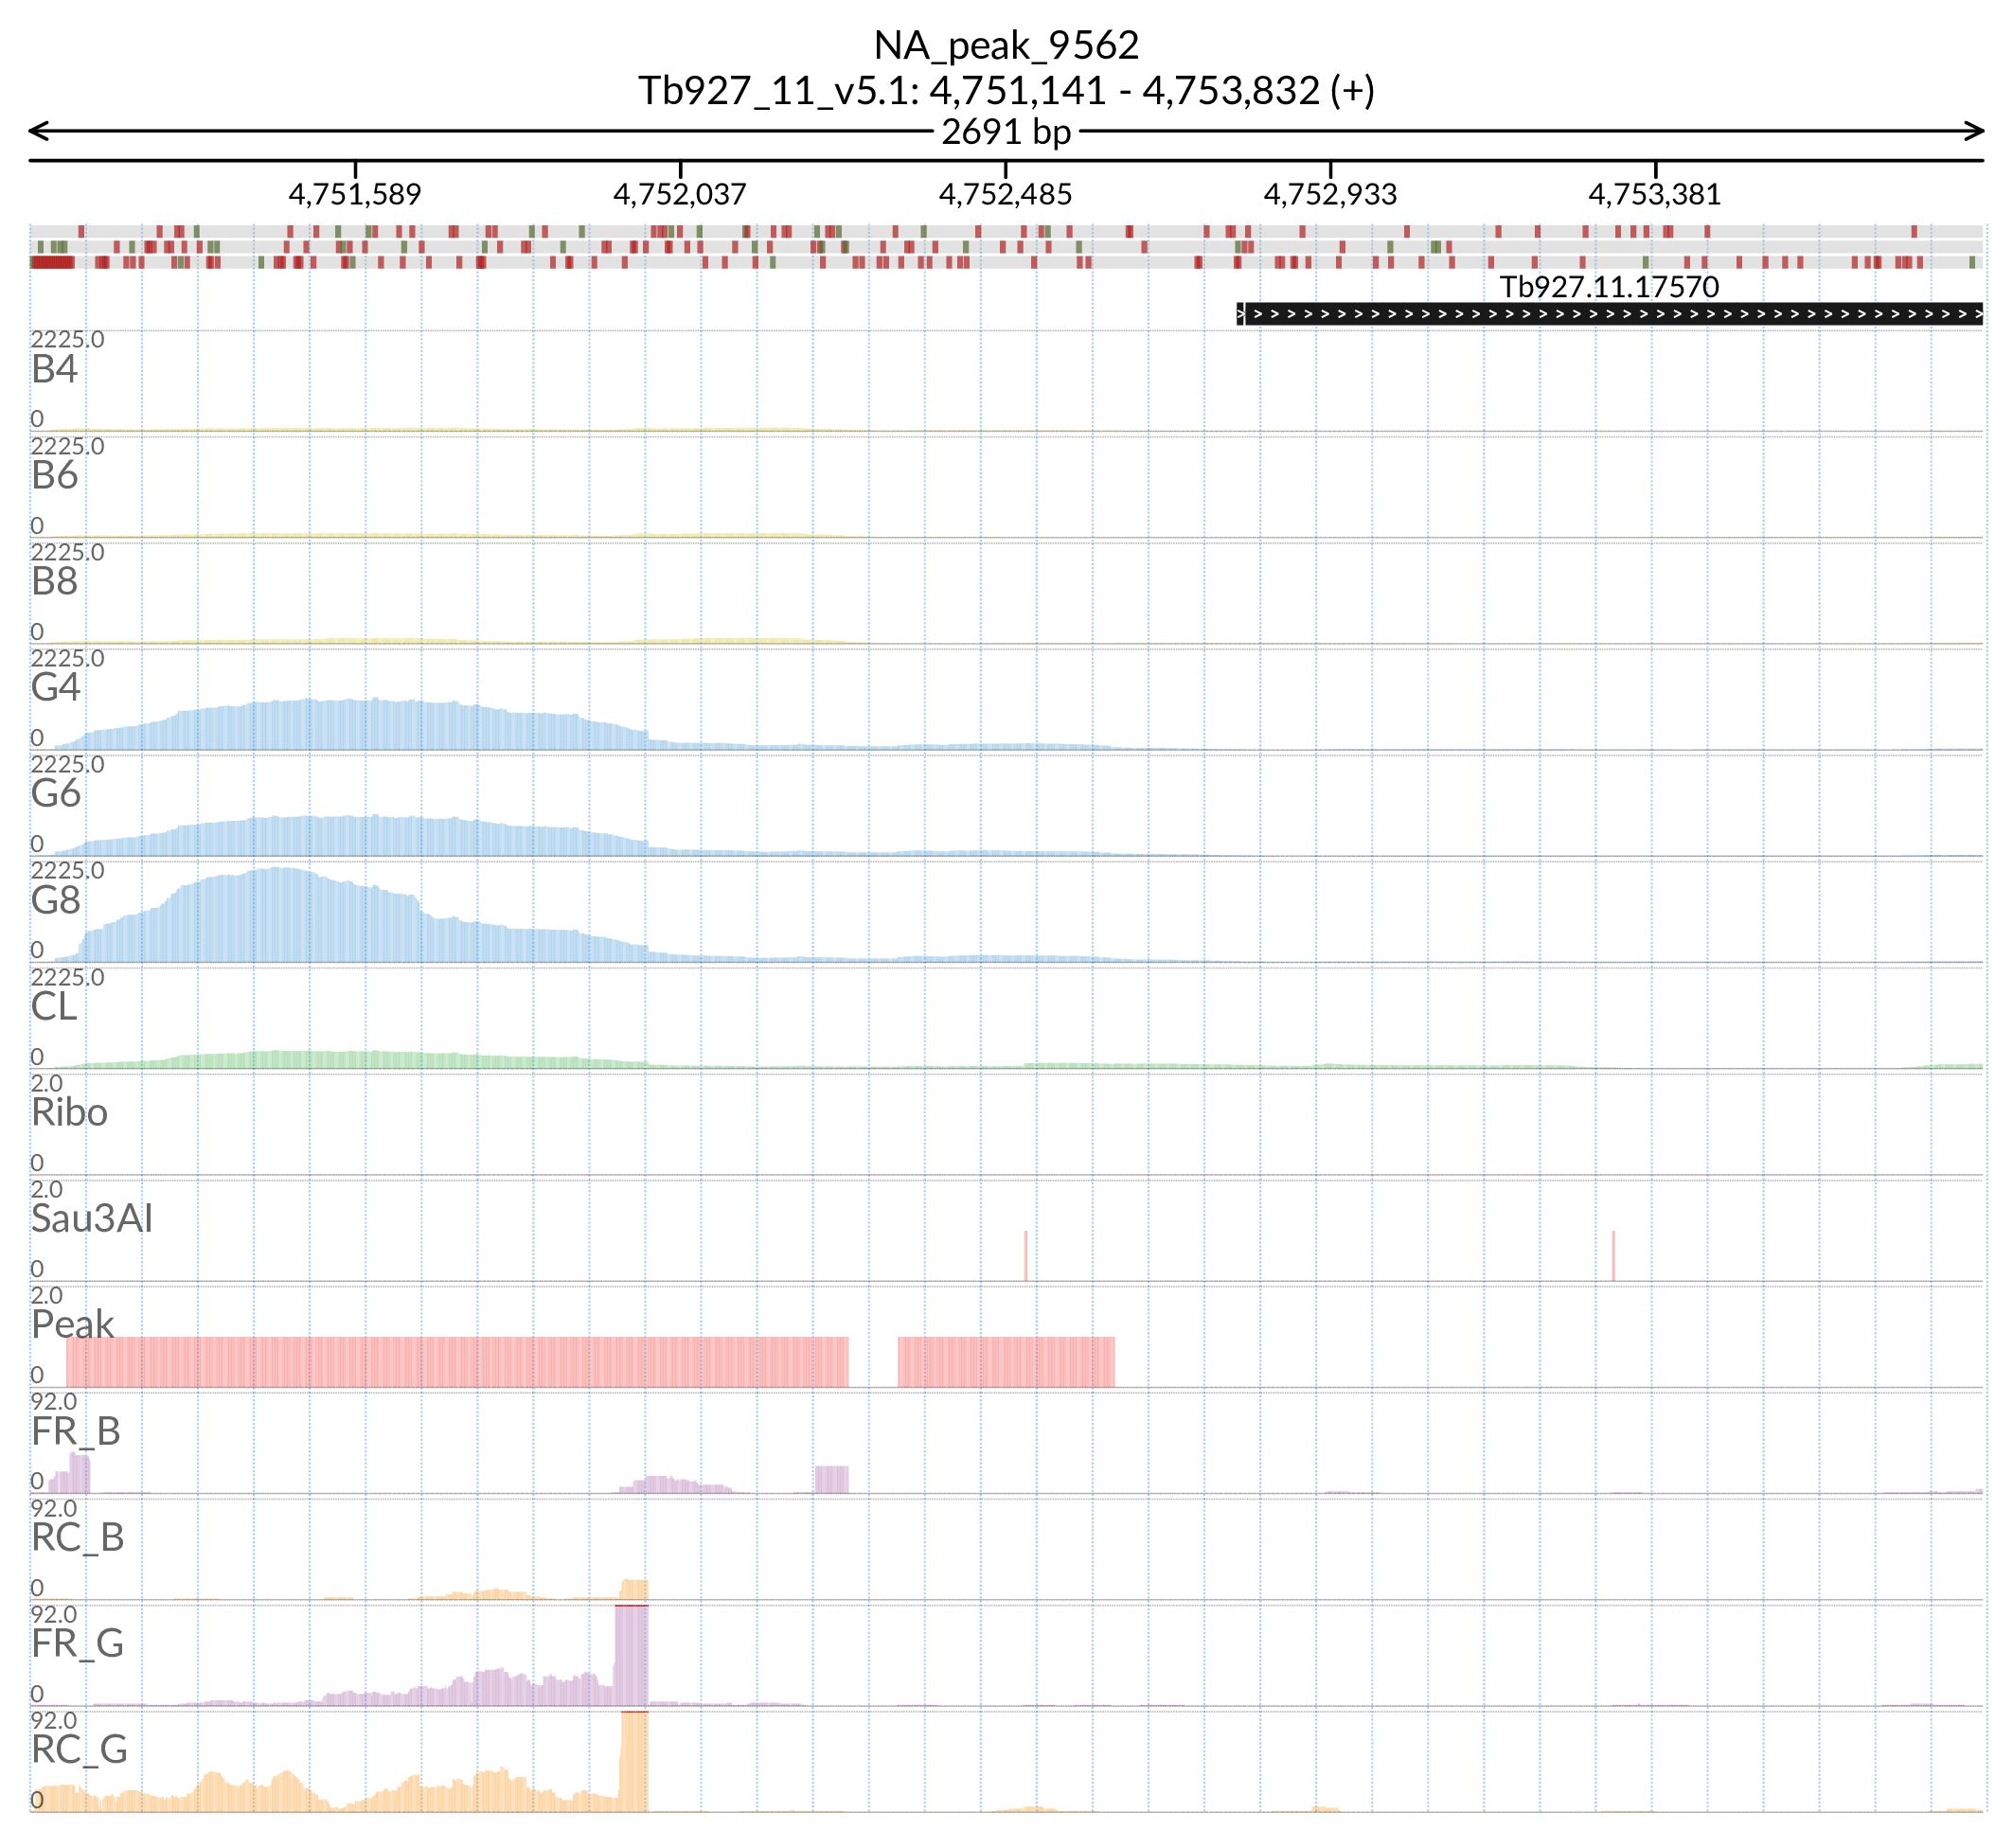 NA_peak_9562
Tb927_11_v5.1: 4,751,141 - 4,753,832 (+)
2691 bp
4,751,589 4,752,037 4,752,485 4,752,933 4,753,381
Tb927.11.17570
2225.0
B4
0
2225.0
B6
0
2225.0
B8
0
2225.0
G4
0
2225.0
G6
0
2225.0
G8
0
2225.0
CL
0
2.0
Ribo
0
2.0
Sau3AI
0
2.0
Peak
0
92.0
FR_B
0
92.0
RC_B
0
92.0
FR_G
0
92.0
RC_G
0